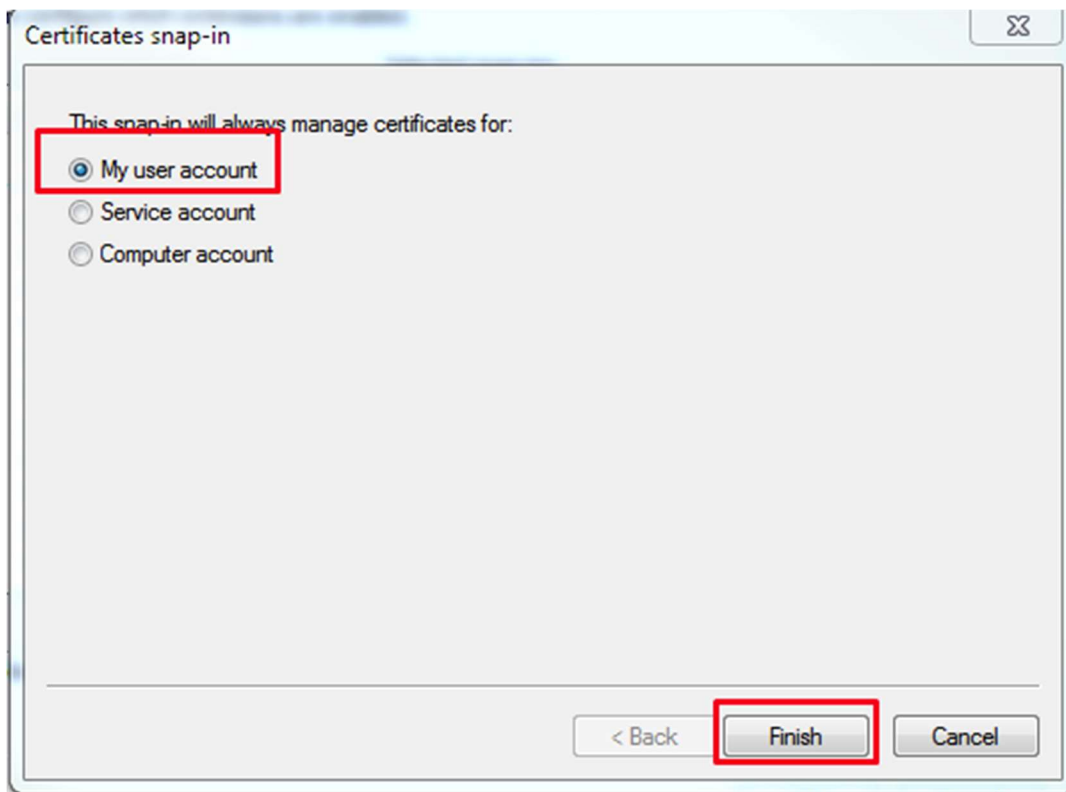 Certificates snap-in
This snap-in will always manage certificates for:
My user account
Service account
Computer account
< Back
Finish
Cancel